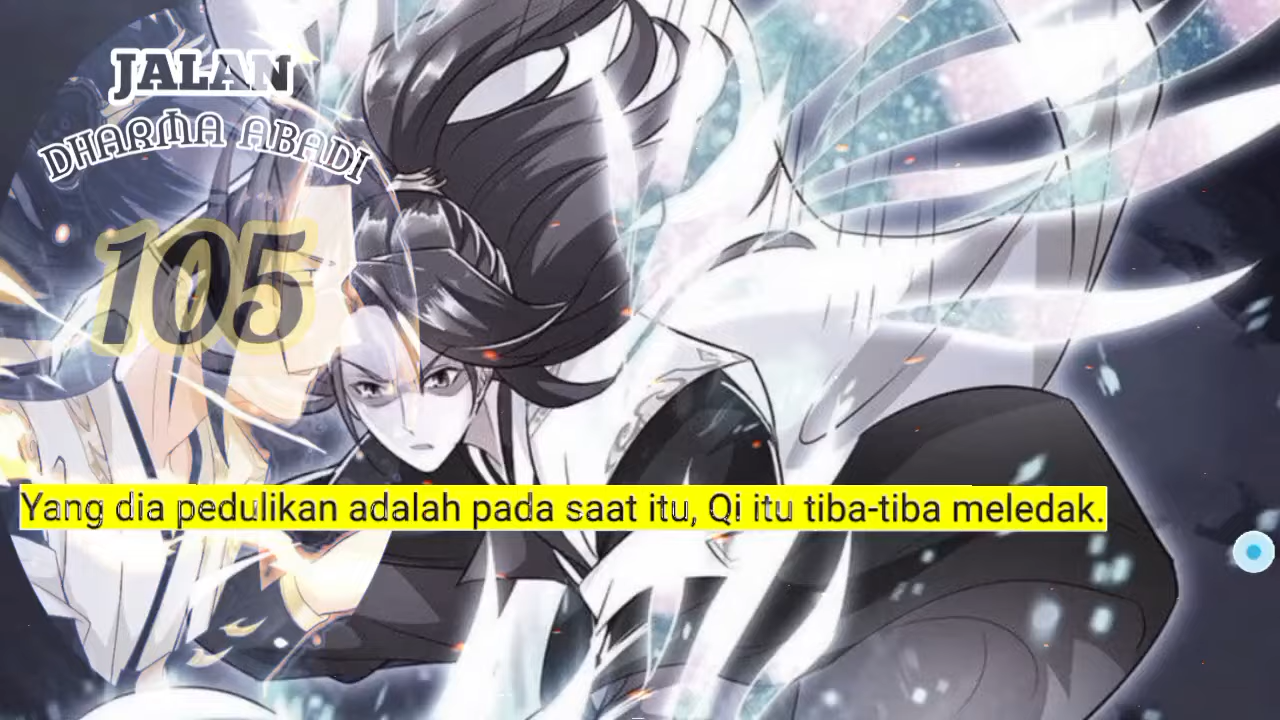 JALAN
DHARMA ABADI
105
Yang dia pedulikan adalah pada saat itu, Qi itu tiba-tiba meledak.